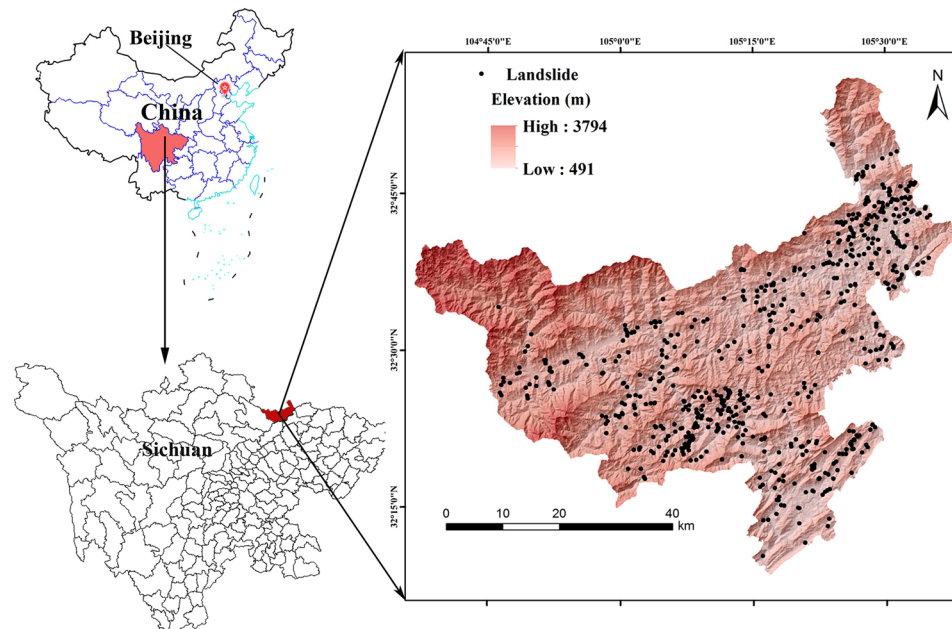 Beijing
China
Sichuan
104°45'0"E
105°0'0"E
105°15'0"E
105°30'0"E
Landslide
Elevation (m)
High : 3794
Low : 491
N
32°45'0"N
32°30'0"N
32°15'0"N
0 10 20 40
km